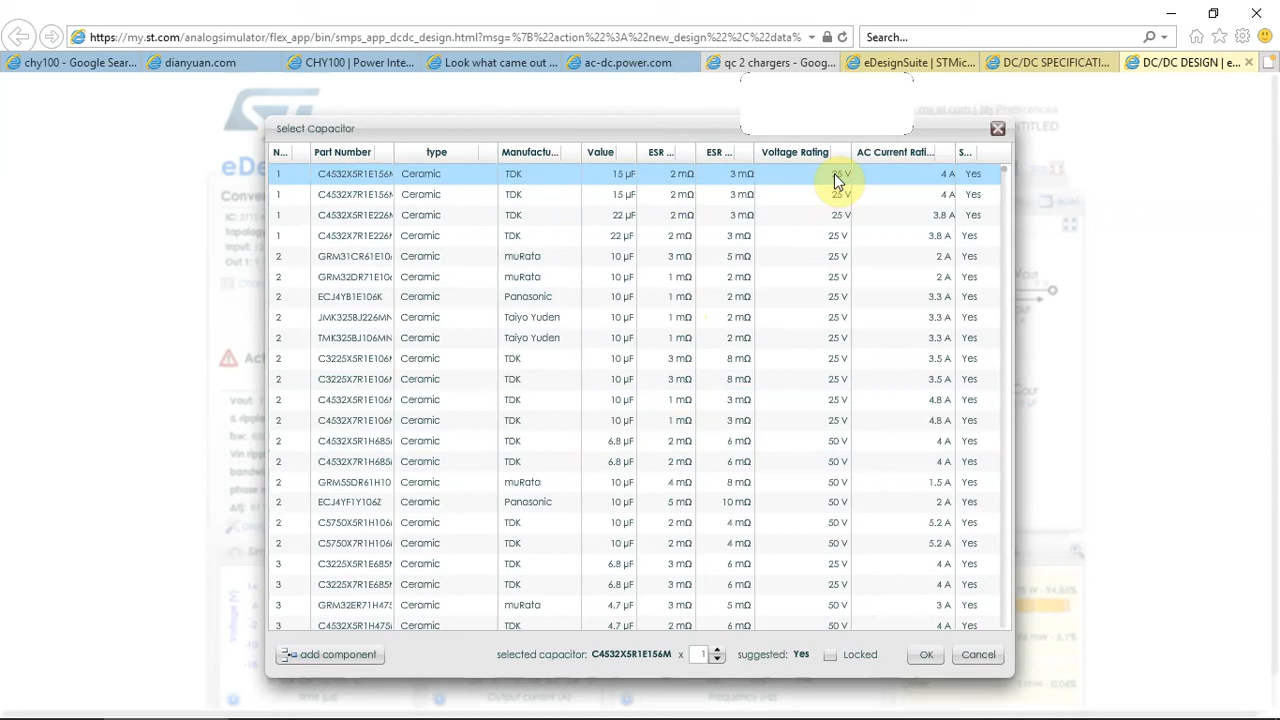 https://my.st.com/analogsimulator/flex_app/bin/smps_app_dcdc_design.html?msg=%7B%22action%22%3A%22new_design%22%2C%22data% Search...
chy100 - Google Sear... dianyuan.com CHY100 | Power Inte... Look what came out ... ac-dc.power.com qc 2 chargers - Goog... eDesignSuite | STMic... DC/DC SPECIFICATI... DC/DC DESIGN | e...
ST My Preferences
Select Capacitor
N... Part Number type Manufactu... Value ESR ... ESR ... Voltage Rating AC Current Rati... S...
1 C4532X5R1E156M Ceramic TDK 15 µF 2 mΩ 3 mΩ 25 V 4 A Yes
1 C4532X7R1E156M Ceramic TDK 15 µF 2 mΩ 3 mΩ 25 V 4 A Yes
1 C4532X5R1E226M Ceramic TDK 22 µF 2 mΩ 3 mΩ 25 V 3.8 A Yes
1 C4532X7R1E226M Ceramic TDK 22 µF 2 mΩ 3 mΩ 25 V 3.8 A Yes
2 GRM31CR61E10 Ceramic muRata 10 µF 3 mΩ 5 mΩ 25 V 2 A Yes
2 GRM32DR71E10 Ceramic muRata 10 µF 1 mΩ 3 mΩ 25 V 2 A Yes
2 ECJ4YB1E106K Ceramic Panasonic 10 µF 1 mΩ 2 mΩ 25 V 3.3 A Yes
2 JMK325BJ226MN Ceramic Taiyo Yuden 10 µF 1 mΩ 2 mΩ 25 V 3.3 A Yes
2 TMK325BJ106MN Ceramic Taiyo Yuden 10 µF 1 mΩ 2 mΩ 25 V 3.3 A Yes
2 C3225X5R1E106 Ceramic TDK 10 µF 3 mΩ 8 mΩ 25 V 3.5 A Yes
2 C3225X7R1E106 Ceramic TDK 10 µF 3 mΩ 8 mΩ 25 V 3.5 A Yes
2 C4532X5R1E106 Ceramic TDK 10 µF 1 mΩ 3 mΩ 25 V 4.8 A Yes
2 C4532X7R1E106 Ceramic TDK 10 µF 1 mΩ 3 mΩ 25 V 4.8 A Yes
2 C4532X5R1H685 Ceramic TDK 6.8 µF 2 mΩ 6 mΩ 50 V 4 A Yes
2 C4532X7R1H685 Ceramic TDK 6.8 µF 2 mΩ 6 mΩ 50 V 4 A Yes
2 GRM55DR61H10 Ceramic muRata 10 µF 4 mΩ 8 mΩ 50 V 1.5 A Yes
2 ECJ4YF1Y106Z Ceramic Panasonic 10 µF 5 mΩ 10 mΩ 50 V 2 A Yes
2 C5750X5R1H106 Ceramic TDK 10 µF 2 mΩ 4 mΩ 50 V 5.2 A Yes
2 C5750X7R1H106 Ceramic TDK 10 µF 2 mΩ 4 mΩ 50 V 5.2 A Yes
3 C3225X5R1E685 Ceramic TDK 6.8 µF 3 mΩ 6 mΩ 25 V 4 A Yes
3 C3225X7R1E685 Ceramic TDK 6.8 µF 3 mΩ 6 mΩ 25 V 4 A Yes
3 GRM32ER71H475 Ceramic muRata 4.7 µF 3 mΩ 5 mΩ 50 V 3 A Yes
3 C4532X5R1H475 Ceramic TDK 4.7 µF 2 mΩ 6 mΩ 50 V 4 A Yes
add component selected capacitor: C4532X5R1E156M x 1 suggested: Yes Locked OK Cancel
Output current (A) Frequency (Hz)